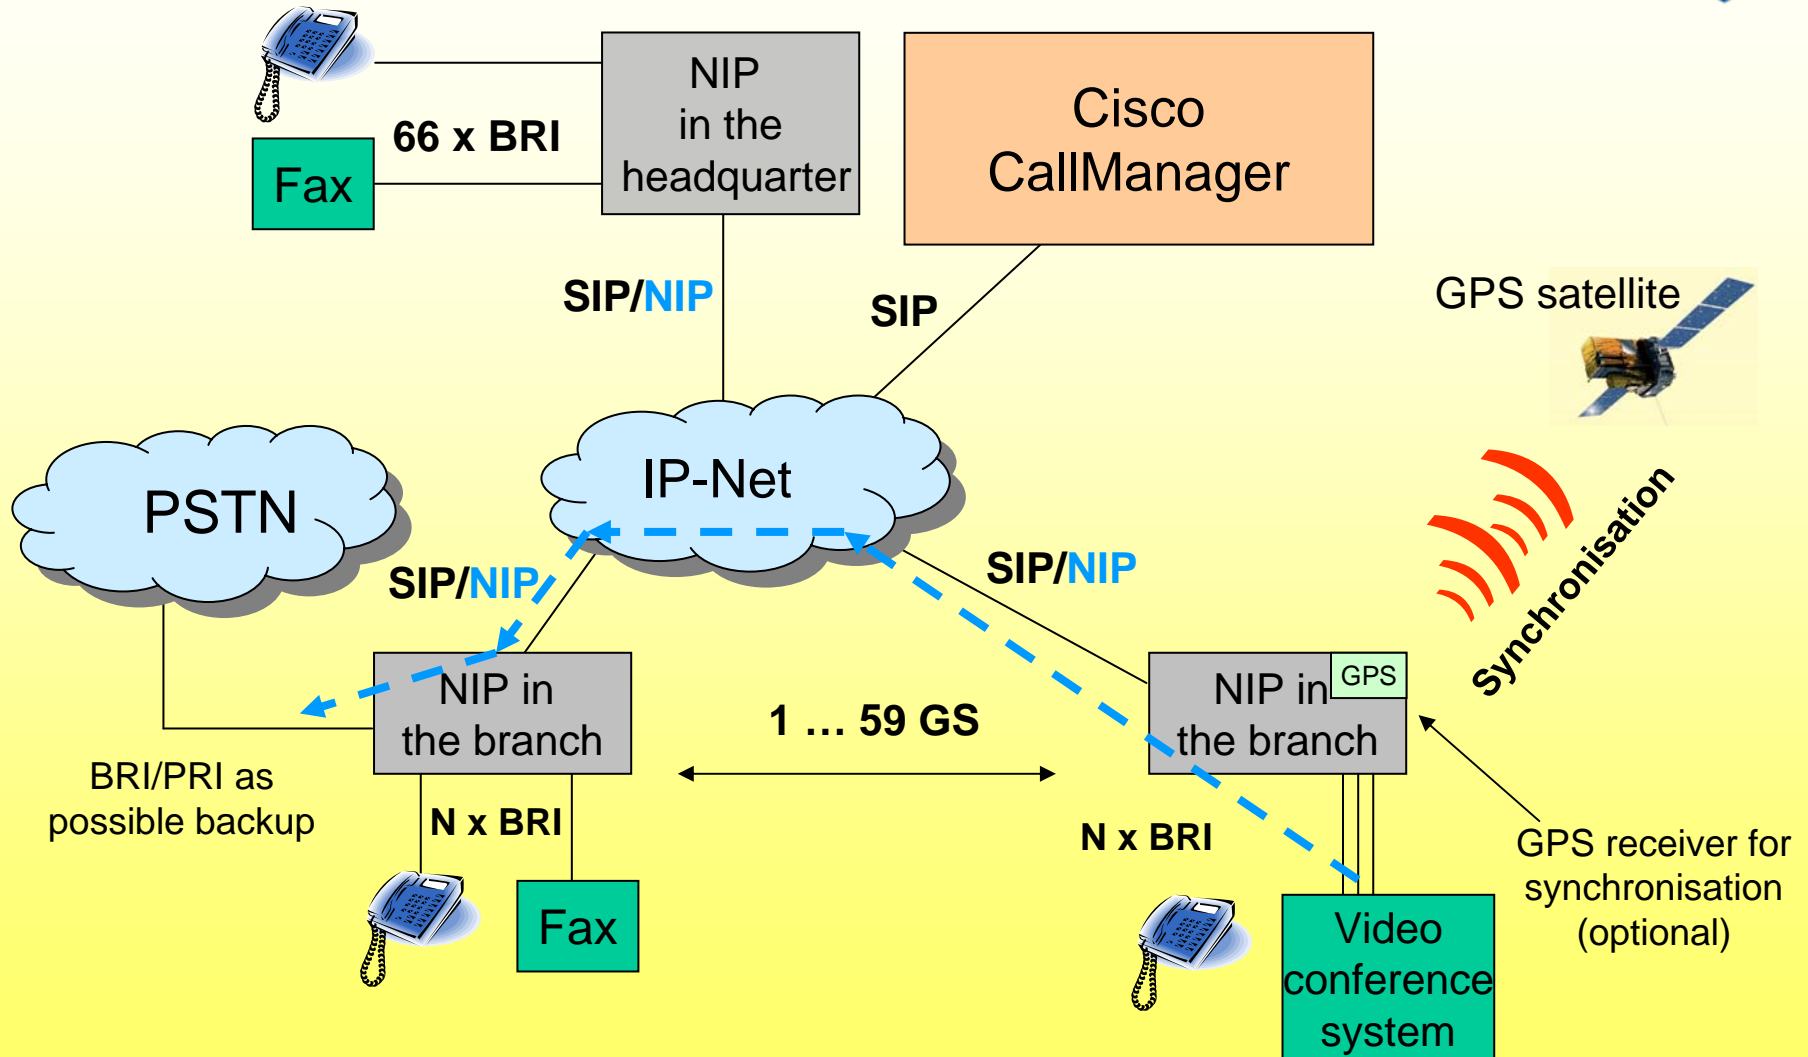 NIP
in the
headquarter
Cisco
CallManager
66 x BRI
Fax
SIP/NIP
SIP
GPS satellite
PSTN
IP-Net
Synchronisation
SIP/NIP
SIP/NIP
NIP in
the branch
1 … 59 GS
NIP in
the branch
GPS
BRI/PRI as
possible backup
N x BRI
N x BRI
GPS receiver for
synchronisation
(optional)
Fax
Video
conference
system